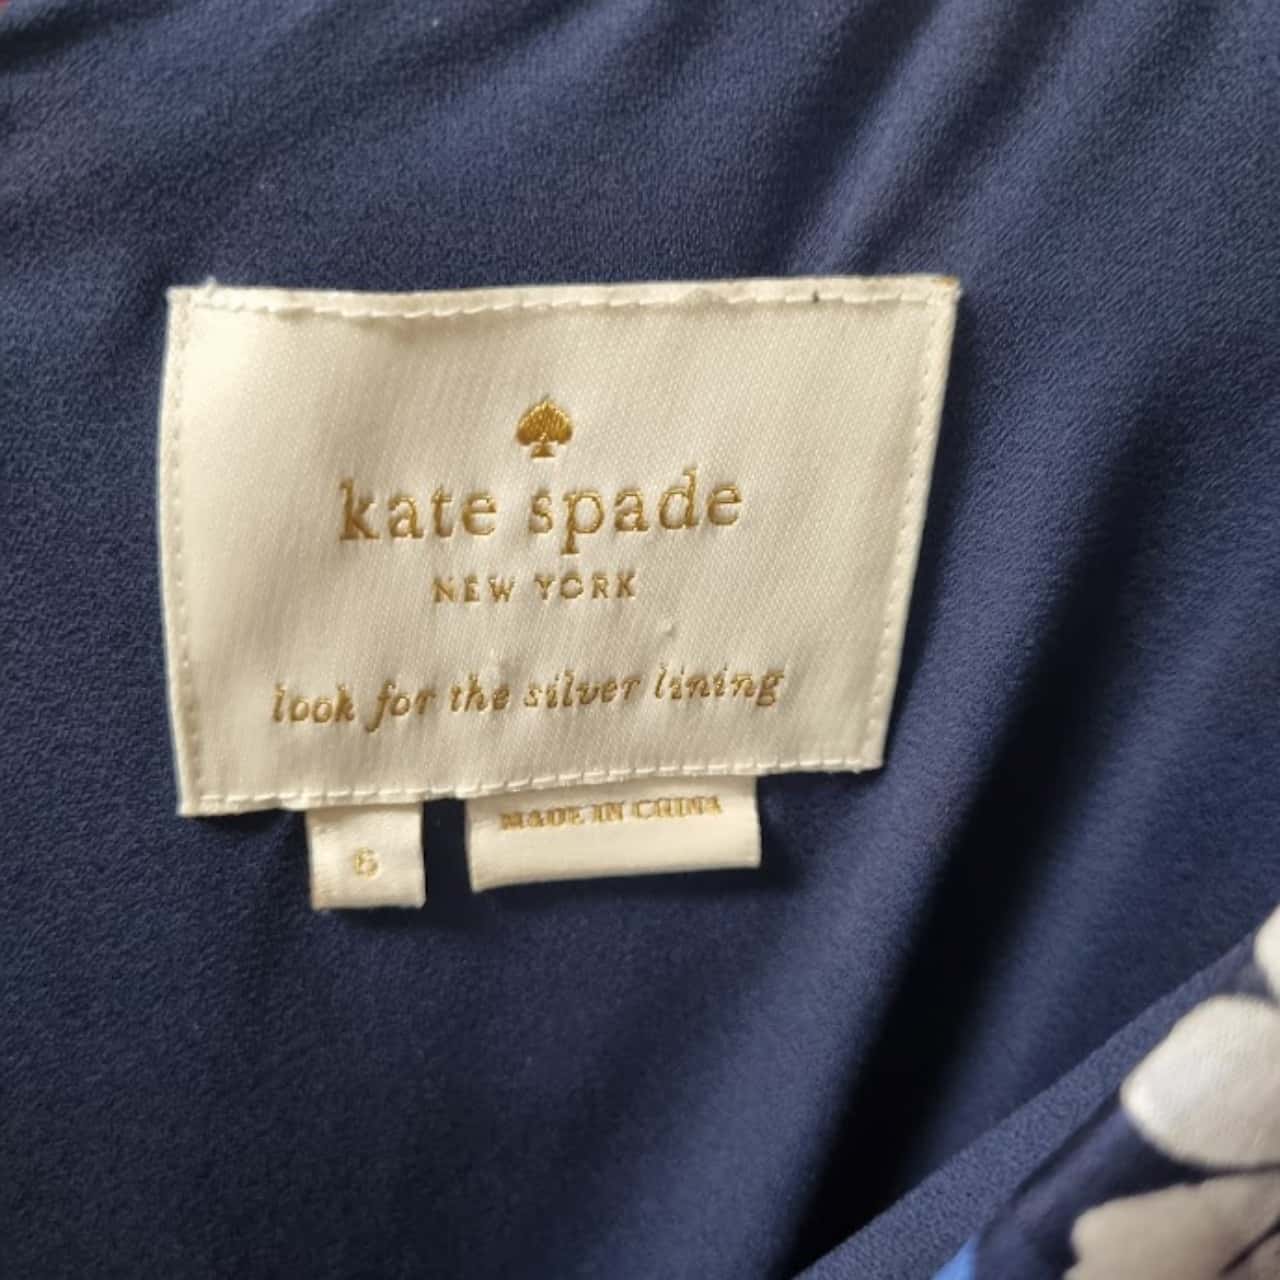 kate spade
NEW YORK
look for the silver lining
6
MADE IN CHINA